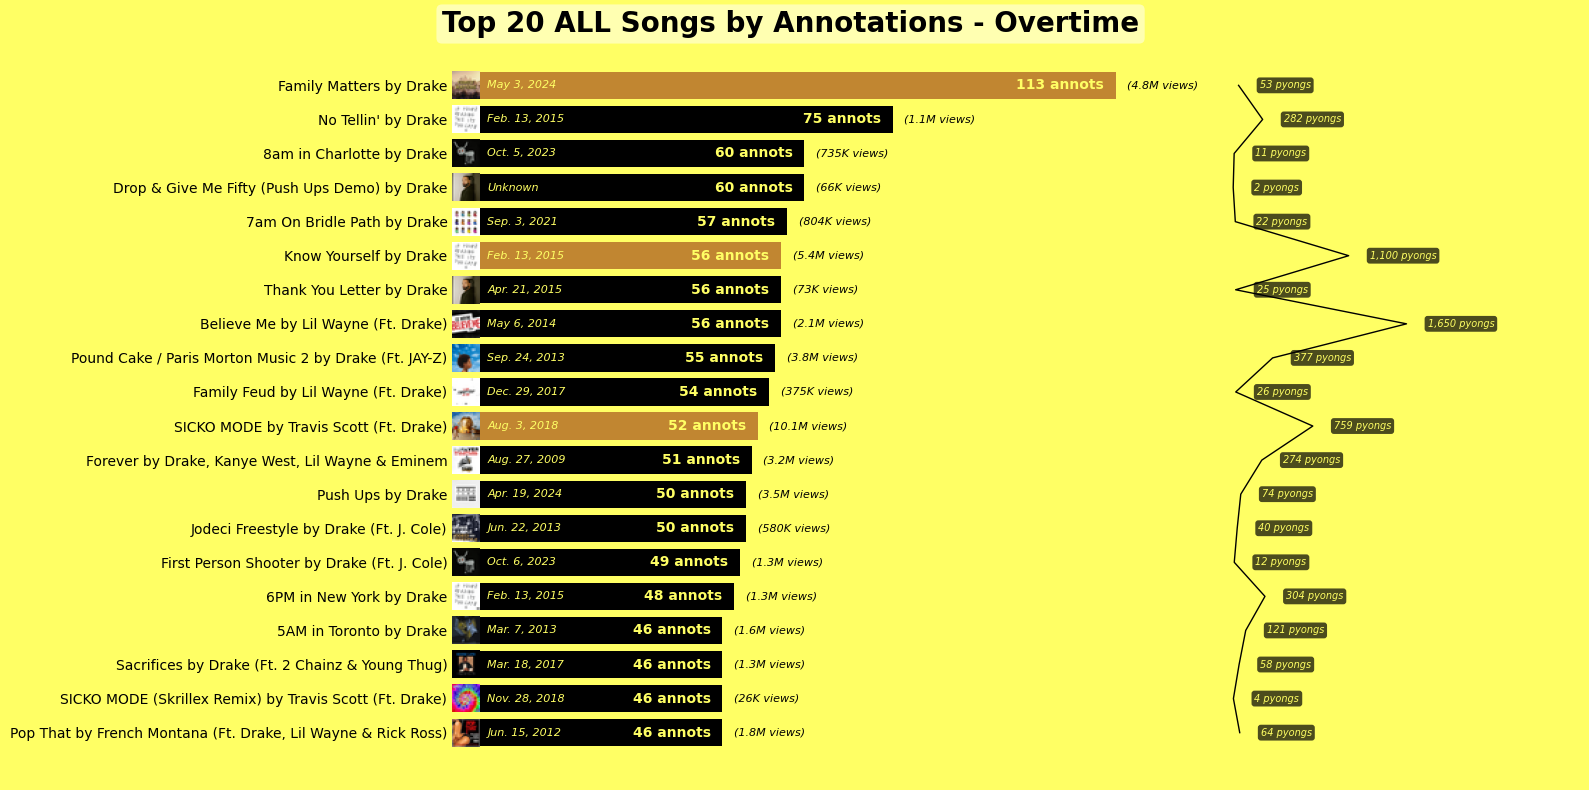 Top 20 ALL Songs by Annotations - Overtime
Family Matters by Drake May 3, 2024 113 annots (4.8M views) 53 pyongs
No Tellin' by Drake Feb. 13, 2015 75 annots (1.1M views) 282 pyongs
8am in Charlotte by Drake Oct. 5, 2023 60 annots (735K views) 11 pyongs
Drop & Give Me Fifty (Push Ups Demo) by Drake Unknown 60 annots (66K views) 2 pyongs
7am On Bridle Path by Drake Sep. 3, 2021 57 annots (804K views) 22 pyongs
Know Yourself by Drake Feb. 13, 2015 56 annots (5.4M views) 1,100 pyongs
Thank You Letter by Drake Apr. 21, 2015 56 annots (73K views) 25 pyongs
Believe Me by Lil Wayne (Ft. Drake) May 6, 2014 56 annots (2.1M views) 1,650 pyongs
Pound Cake / Paris Morton Music 2 by Drake (Ft. JAY-Z) Sep. 24, 2013 55 annots (3.8M views) 377 pyongs
Family Feud by Lil Wayne (Ft. Drake) Dec. 29, 2017 54 annots (375K views) 26 pyongs
SICKO MODE by Travis Scott (Ft. Drake) Aug. 3, 2018 52 annots (10.1M views) 759 pyongs
Forever by Drake, Kanye West, Lil Wayne & Eminem Aug. 27, 2009 51 annots (3.2M views) 274 pyongs
Push Ups by Drake Apr. 19, 2024 50 annots (3.5M views) 74 pyongs
Jodeci Freestyle by Drake (Ft. J. Cole) Jun. 22, 2013 50 annots (580K views) 40 pyongs
First Person Shooter by Drake (Ft. J. Cole) Oct. 6, 2023 49 annots (1.3M views) 12 pyongs
6PM in New York by Drake Feb. 13, 2015 48 annots (1.3M views) 304 pyongs
5AM in Toronto by Drake Mar. 7, 2013 46 annots (1.6M views) 121 pyongs
Sacrifices by Drake (Ft. 2 Chainz & Young Thug) Mar. 18, 2017 46 annots (1.3M views) 58 pyongs
SICKO MODE (Skrillex Remix) by Travis Scott (Ft. Drake) Nov. 28, 2018 46 annots (26K views) 4 pyongs
Pop That by French Montana (Ft. Drake, Lil Wayne & Rick Ross) Jun. 15, 2012 46 annots (1.8M views) 64 pyongs